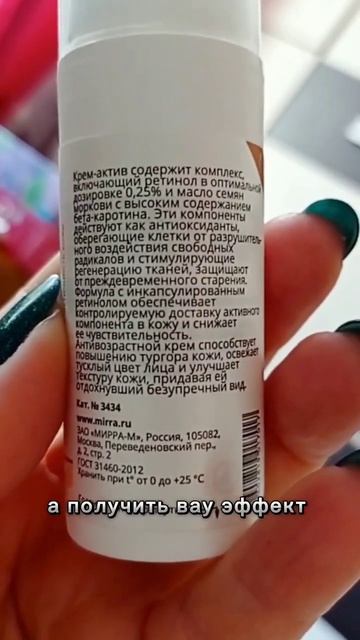 Крем-актив содержит комплекс,
включающий ретинол в оптимальной
дозировке 0,25% и масло семян
моркови с высоким содержанием
бета-каротина. Эти компоненты
действуют как антиоксиданты,
оберегающие клетки от разрушитель-
ного воздействия свободных
радикалов и стимулирующие
регенерацию тканей, защищают
от преждевременного старения.
Формула с инкапсулированным
ретинолом обеспечивает
контролируемую доставку активного
компонента в кожу и снижает
ее чувствительность.
Антивозрастной крем способствует
повышению тургора кожи, освежает
тусклый цвет лица и улучшает
текстуру кожи, придавая ей
отдохнувший безупречный вид.
Кат. № 3434
www.mirra.ru
ЗАО «МИРРА-М», Россия, 105082,
Москва, Переведеновский пер.,
д. 2, стр. 2
ГОСТ 31460-2012
Хранить при t° от 0 до +25 °C
а получить вау эффект